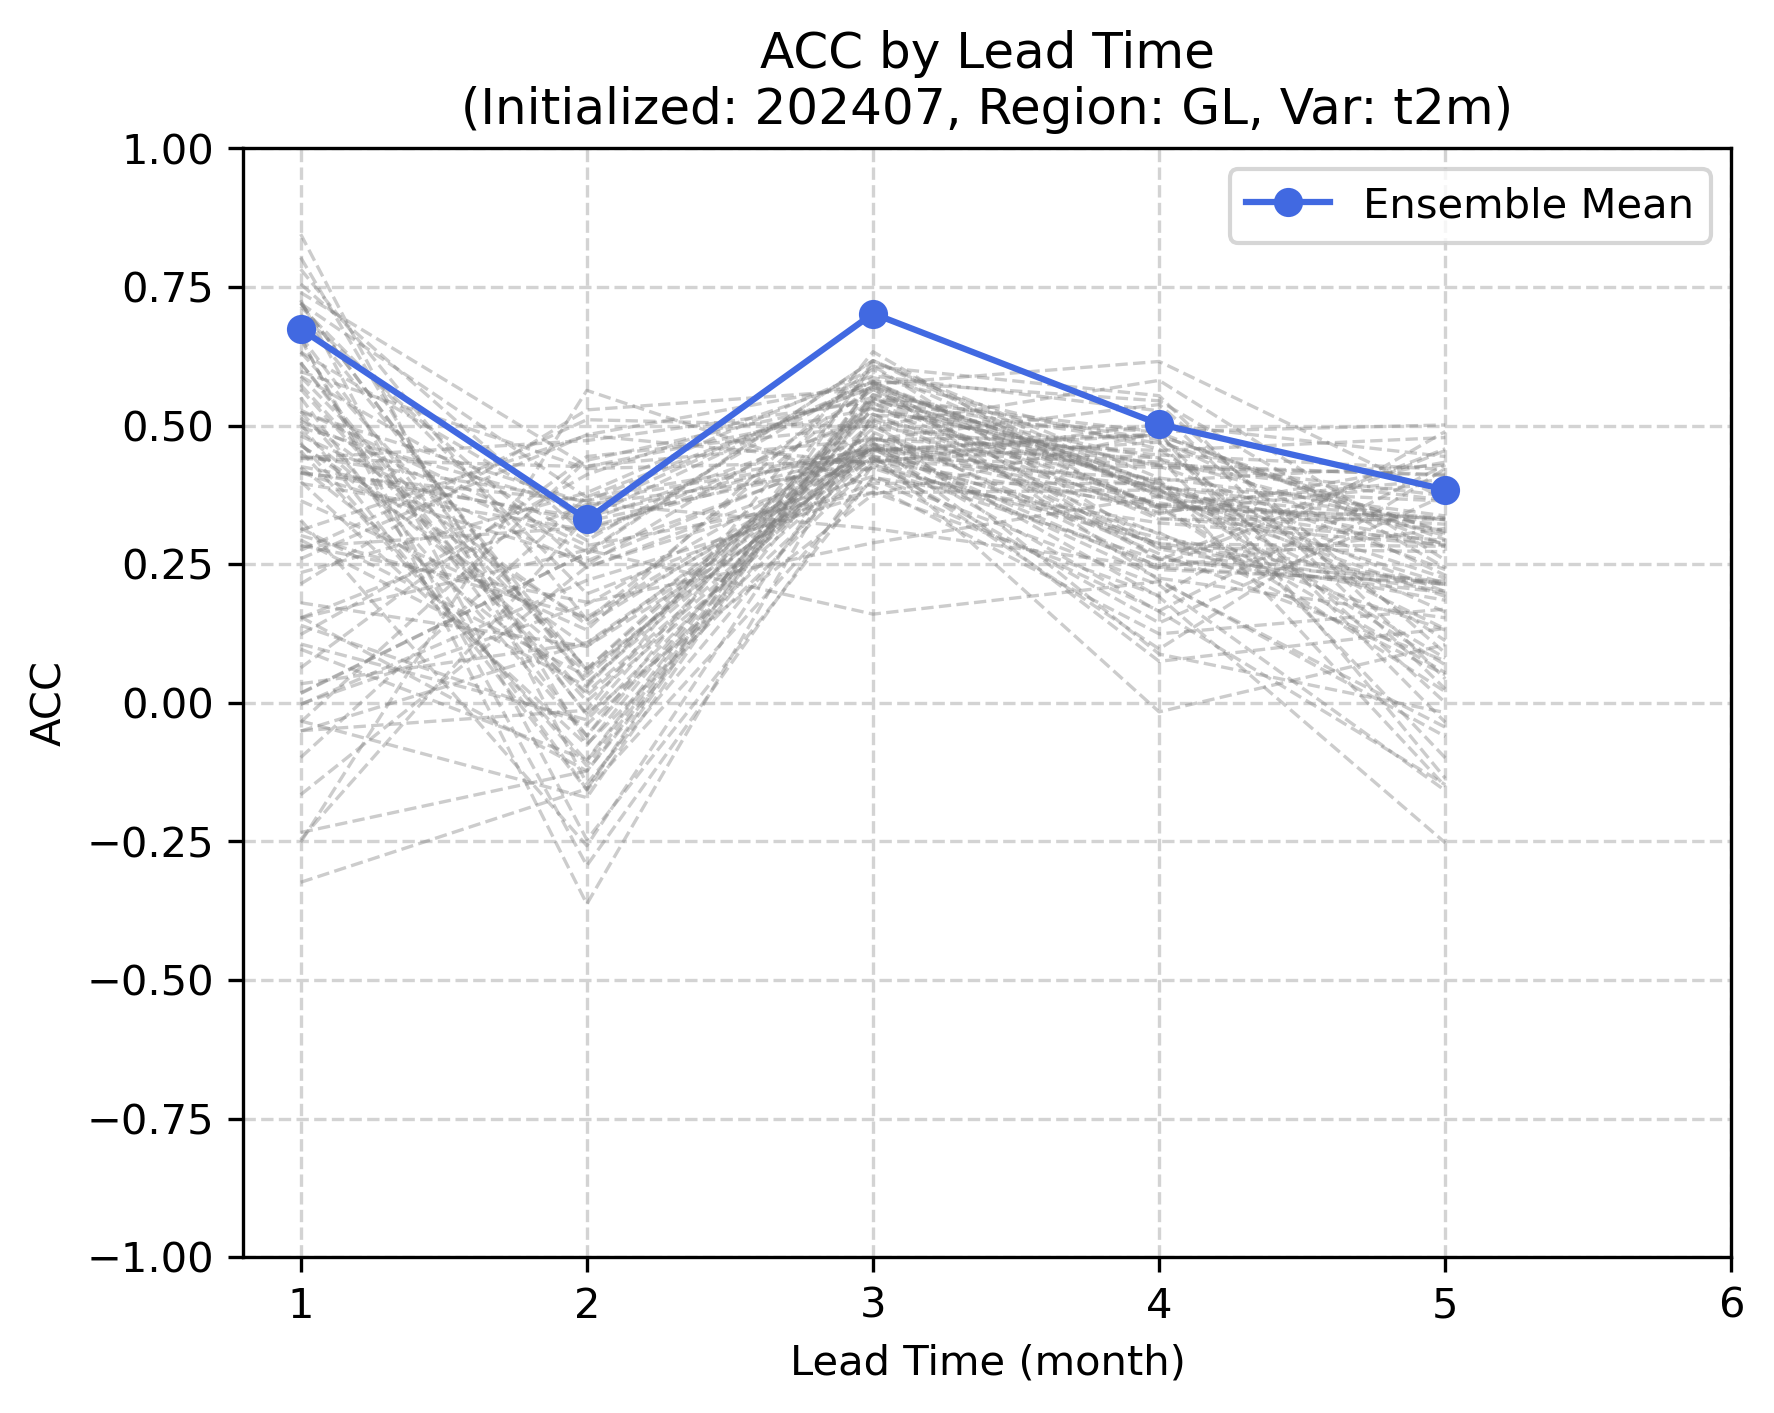 ACC by Lead Time
(Initialized: 202407, Region: GL, Var: t2m)
Ensemble Mean
1.00
0.75
0.50
0.25
0.00
−0.25
−0.50
−0.75
−1.00
ACC
1 2 3 4 5 6
Lead Time (month)